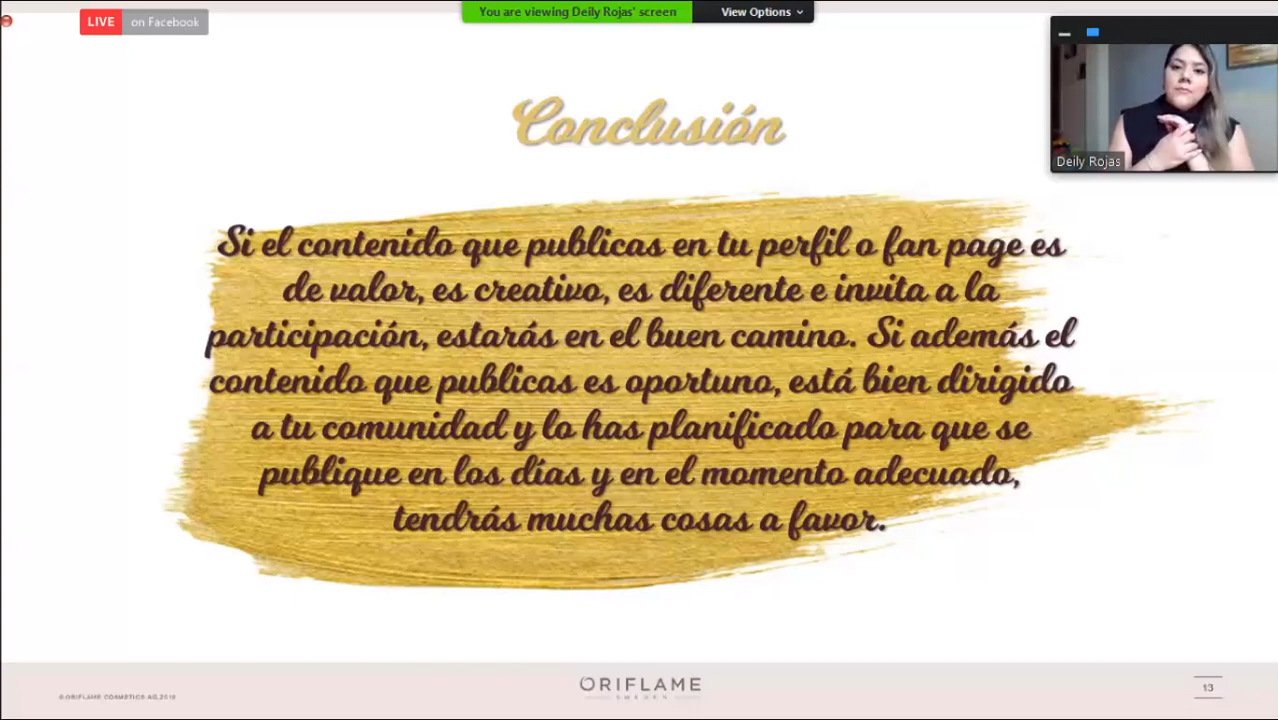 LIVE on Facebook
You are viewing Deily Rojas' screen
View Options
Deily Rojas
Conclusión
Si el contenido que publicas en tu perfil o fan page es
de valor, es creativo, es diferente e invita a la
participación, estarás en el buen camino. Si además el
contenido que publicas es oportuno, está bien dirigido
a tu comunidad y lo has planificado para que se
publique en los días y en el momento adecuado,
tendrás muchas cosas a favor.
ORIFLAME
SWEDEN
13